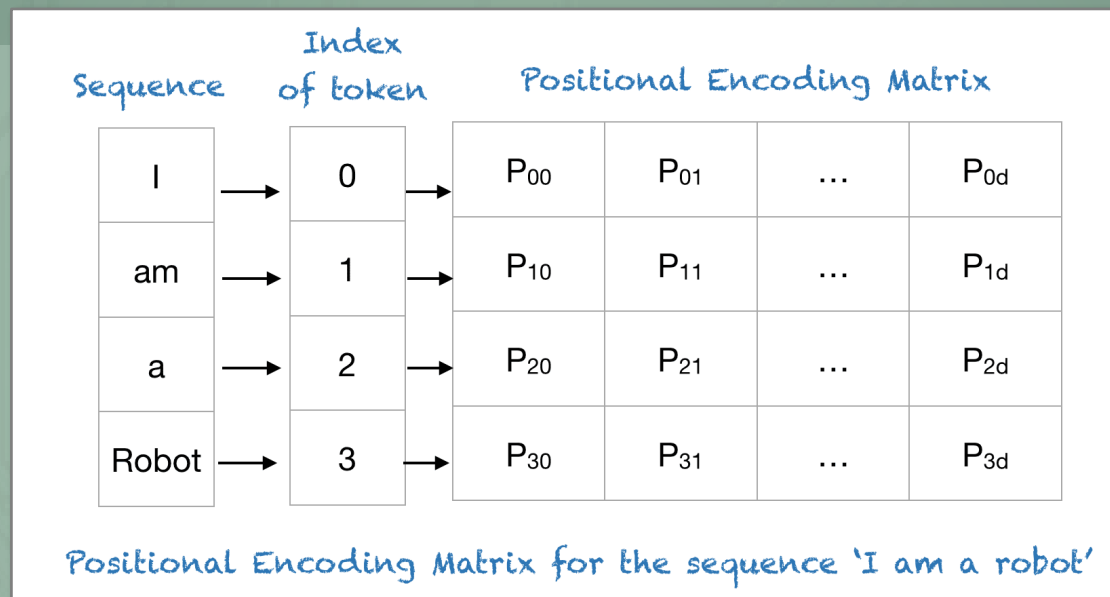 Index
Sequence of token Positional Encoding Matrix
I 0 P00 P01 ... P0d
am 1 P10 P11 ... P1d
a 2 P20 P21 ... P2d
Robot 3 P30 P31 ... P3d
Positional Encoding Matrix for the sequence 'I am a robot'